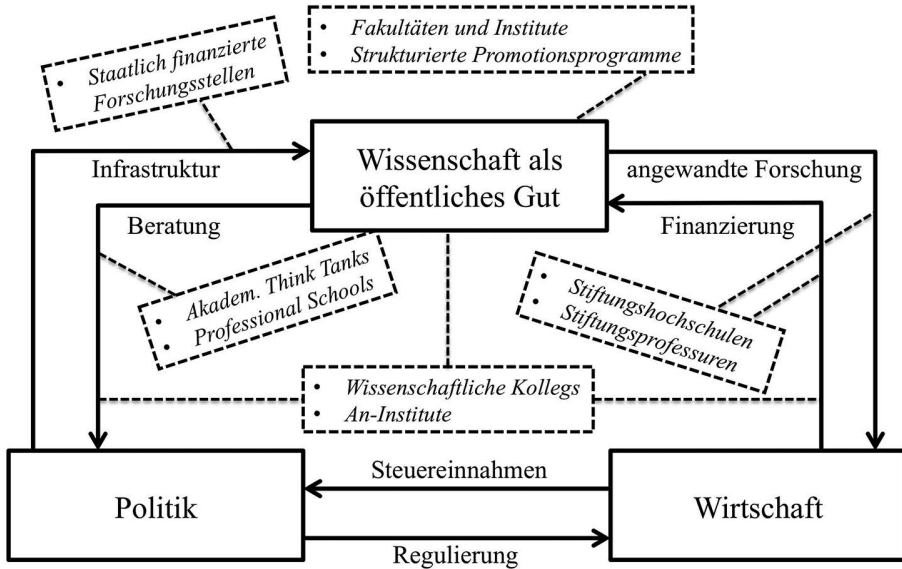 • Fakultäten und Institute
• Strukturierte Promotionsprogramme
• Staatlich finanzierte
Forschungsstellen
Wissenschaft als
öffentliches Gut
Infrastruktur
angewandte Forschung
Beratung
Finanzierung
• Akadem. Think Tanks
• Professional Schools
• Stiftungshochschulen
• Stiftungsprofessuren
• Wissenschaftliche Kollegs
• An-Institute
Politik
Steuereinnahmen
Wirtschaft
Regulierung